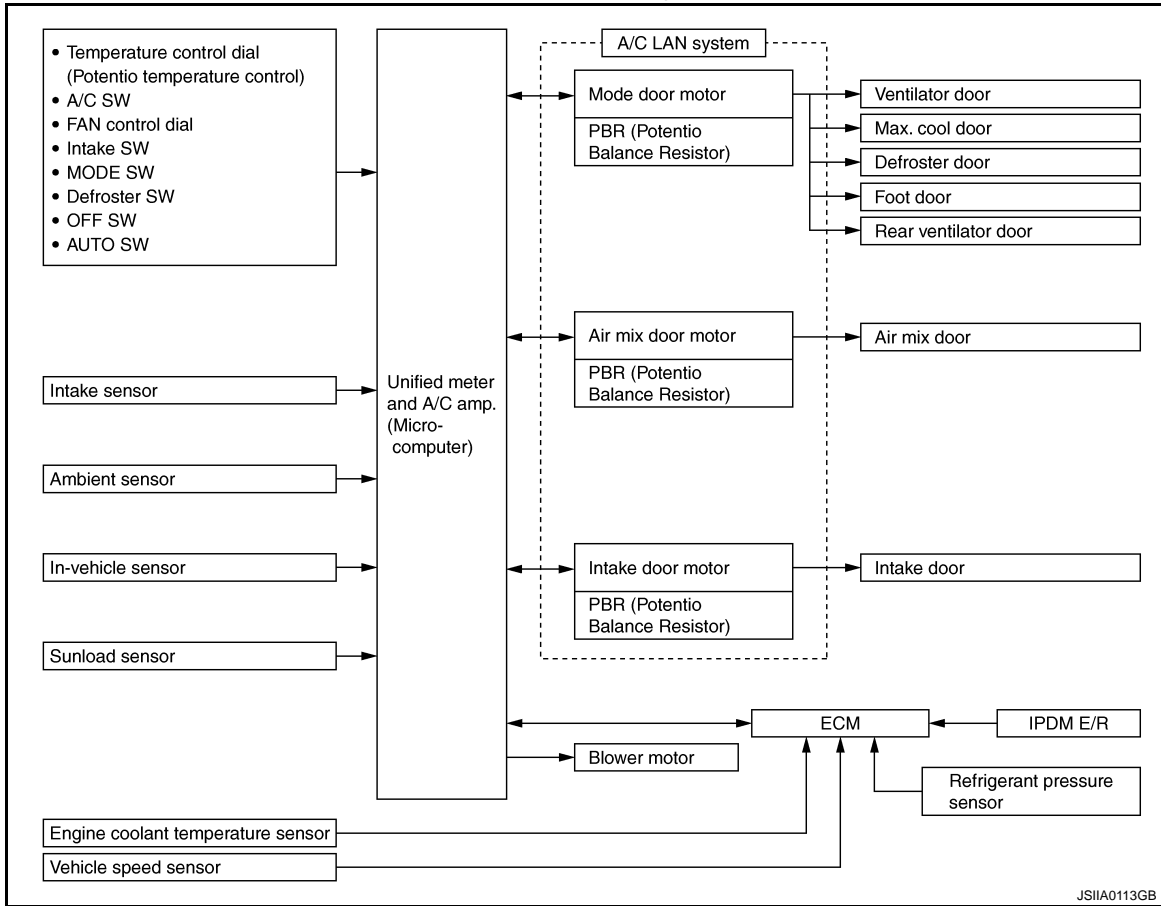 A/C LAN system
• Temperature control dial
(Potentio temperature control)
• A/C SW
• FAN control dial
• Intake SW
• MODE SW
• Defroster SW
• OFF SW
• AUTO SW
Mode door motor
PBR (Potentio
Balance Resistor)
Ventilator door
Max. cool door
Defroster door
Foot door
Rear ventilator door
Air mix door motor
PBR (Potentio
Balance Resistor)
Air mix door
Intake sensor
Unified meter
and A/C amp.
(Micro-
computer)
Ambient sensor
In-vehicle sensor
Intake door motor
PBR (Potentio
Balance Resistor)
Intake door
Sunload sensor
ECM
IPDM E/R
Blower motor
Refrigerant pressure
sensor
Engine coolant temperature sensor
Vehicle speed sensor
JSIIA0113GB